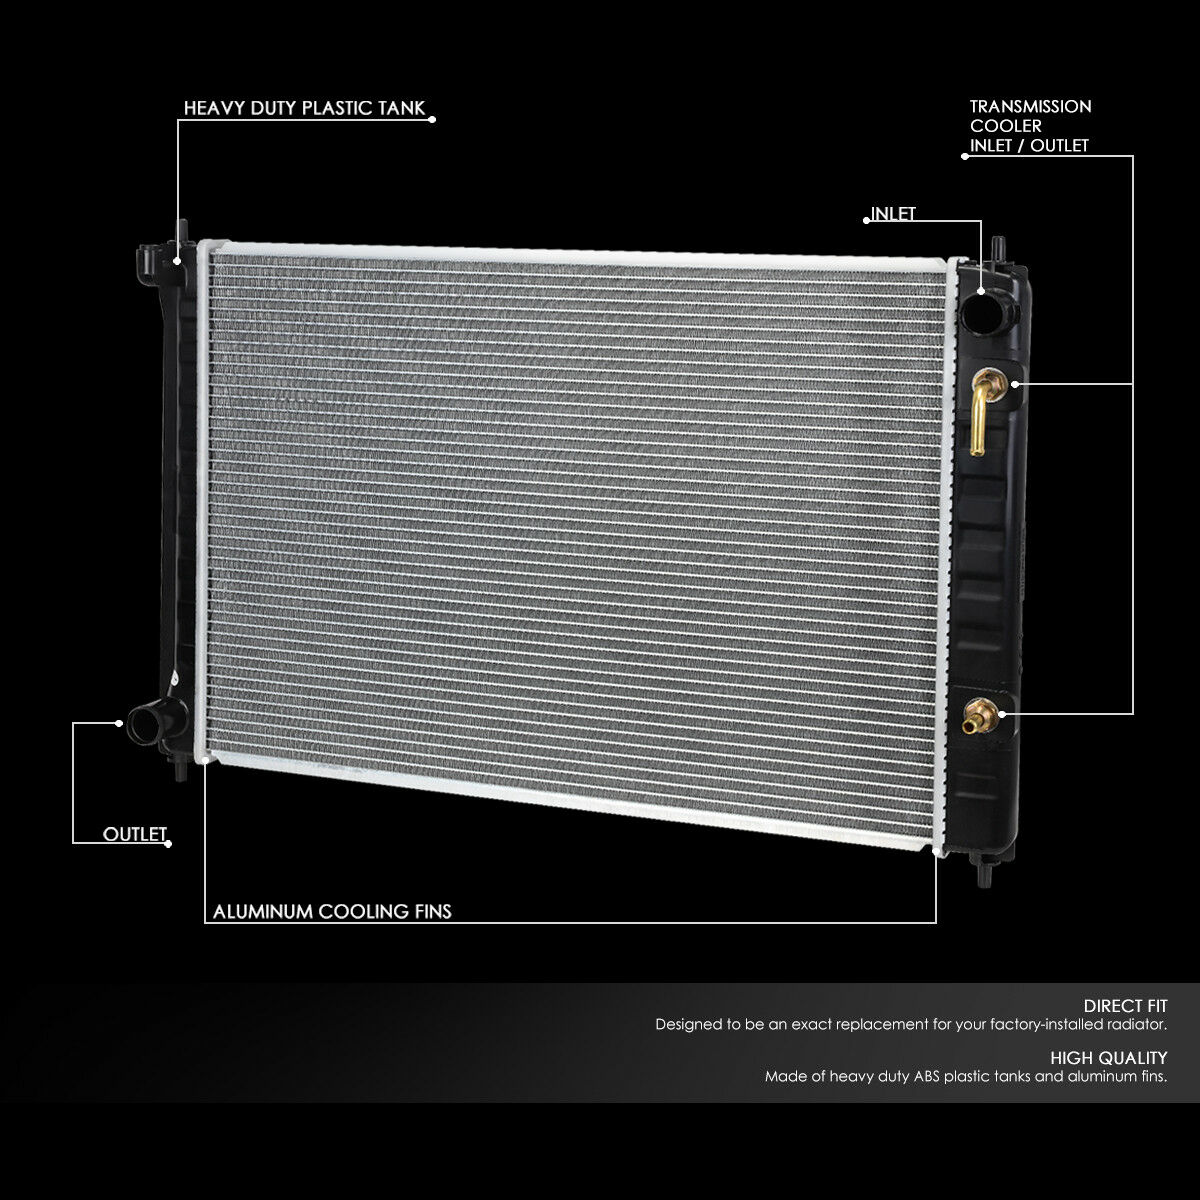 HEAVY DUTY PLASTIC TANK
TRANSMISSION
COOLER
INLET / OUTLET
INLET
OUTLET
ALUMINUM COOLING FINS
DIRECT FIT
Designed to be an exact replacement for your factory-installed radiator.
HIGH QUALITY
Made of heavy duty ABS plastic tanks and aluminum fins.